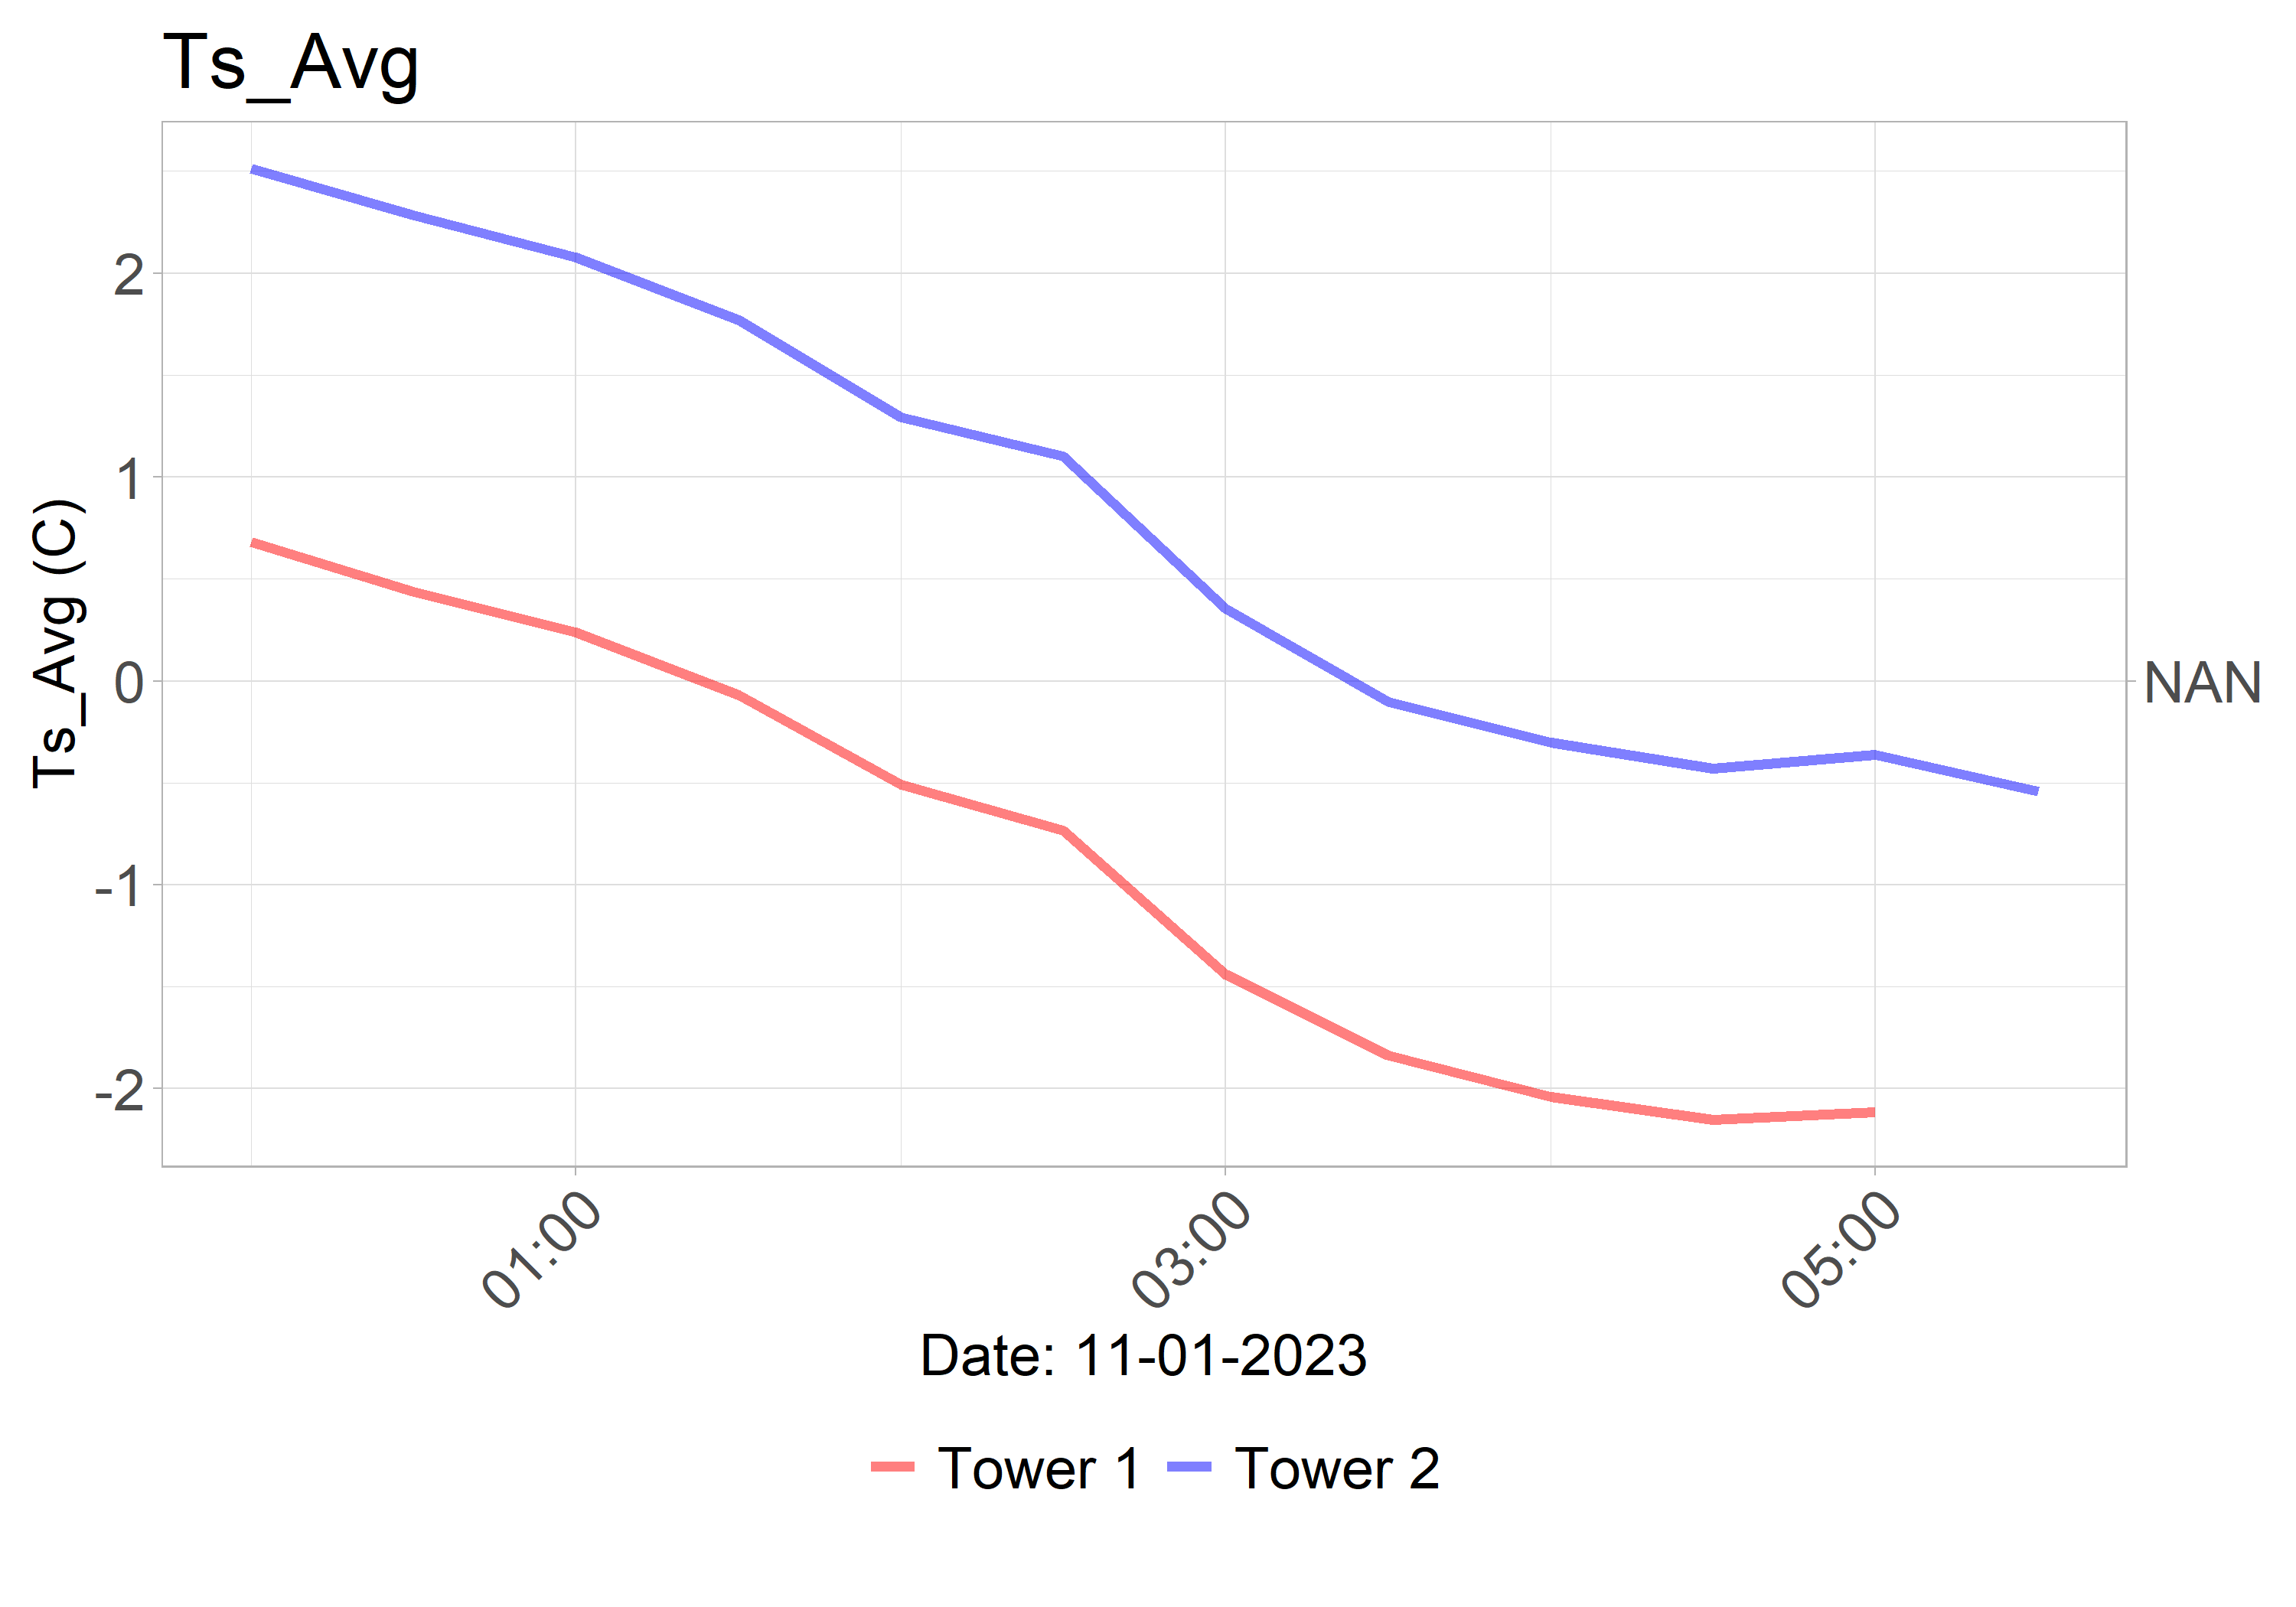 Ts_Avg
Ts_Avg (C)
2
1
0
-1
-2
NAN
01:00
03:00
05:00
Date: 11-01-2023
Tower 1
Tower 2